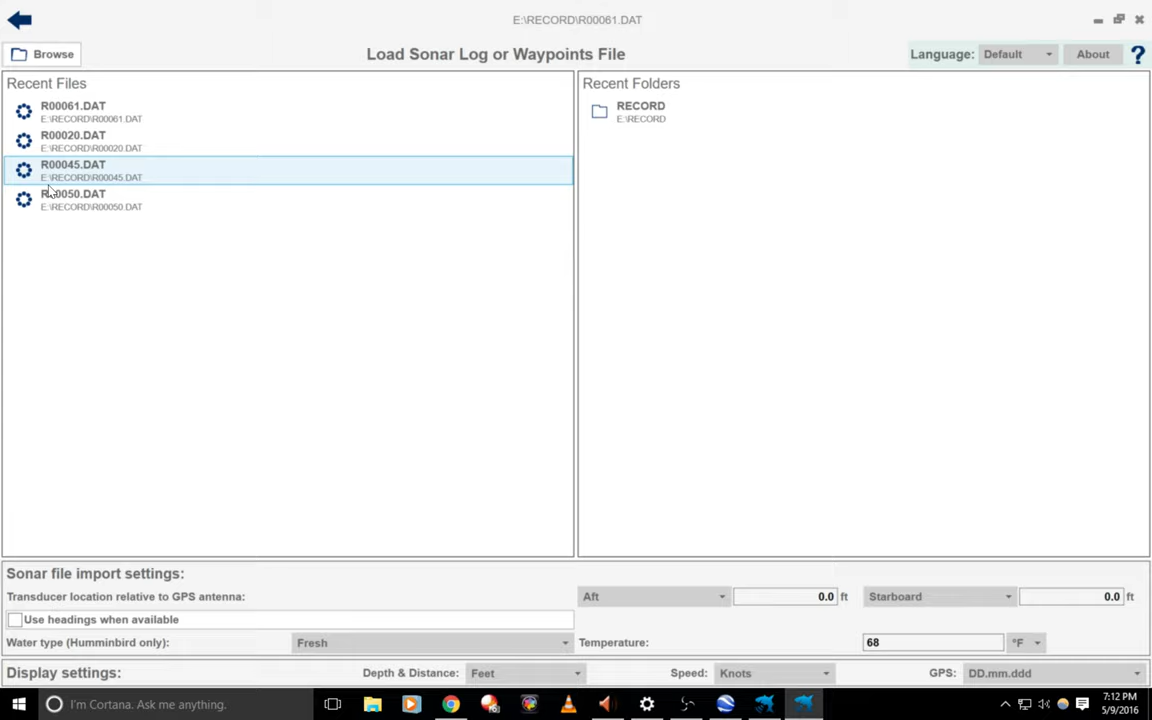 E:\RECORD\R00061.DAT
Browse
Load Sonar Log or Waypoints File
Language: Default About ?
Recent Files
R00061.DAT
E:\RECORD\R00061.DAT
R00020.DAT
E:\RECORD\R00020.DAT
R00045.DAT
E:\RECORD\R00045.DAT
R00050.DAT
E:\RECORD\R00050.DAT
Recent Folders
RECORD
E:\RECORD
Sonar file import settings:
Transducer location relative to GPS antenna: Aft 0.0 ft Starboard 0.0 ft
Use headings when available
Water type (Humminbird only): Fresh Temperature: 68 °F
Display settings: Depth & Distance: Feet Speed: Knots GPS: DD.mm.ddd
I'm Cortana. Ask me anything.
7:12 PM
5/9/2016